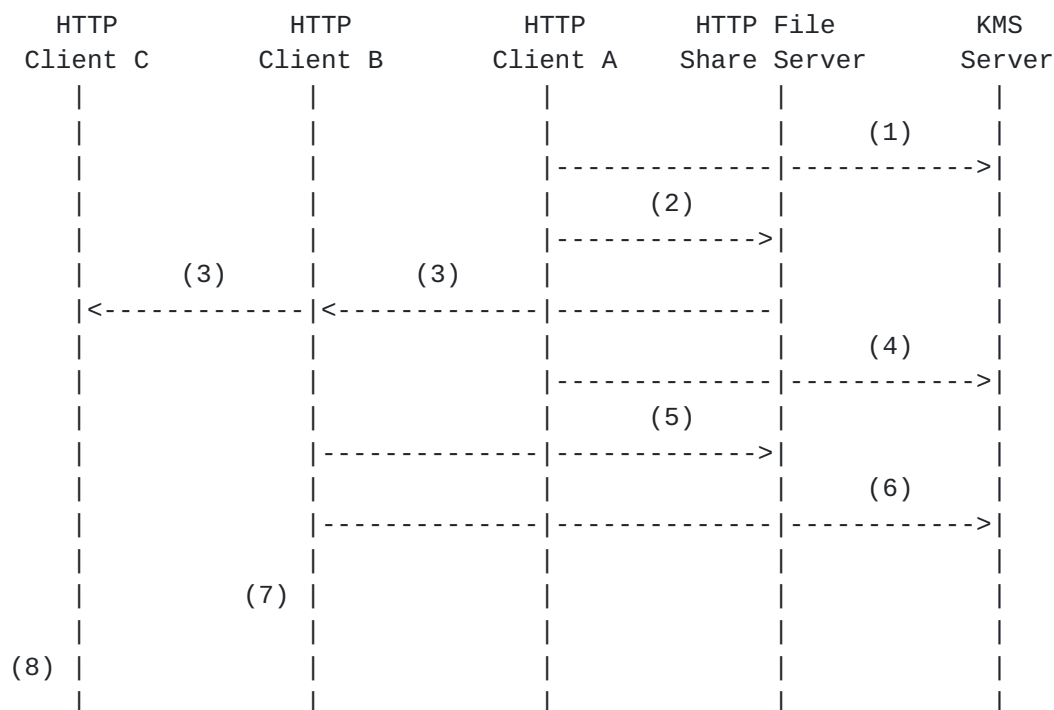 HTTP HTTP HTTP HTTP File KMS
Client C Client B Client A Share Server Server
| | | | |
| | | | (1) |
| | |--------------|------------>|
| | | (2) | |
| | |------------->| |
| (3) | (3) | | |
|<-------------|<-------------|--------------| |
| | | | (4) |
| | |--------------|------------>|
| | | (5) | |
| |--------------|------------->| |
| | | | (6) |
| |--------------|--------------|------------>|
| | | | |
| (7) | | | |
| | | | |
(8) | | | | |
| | | | |